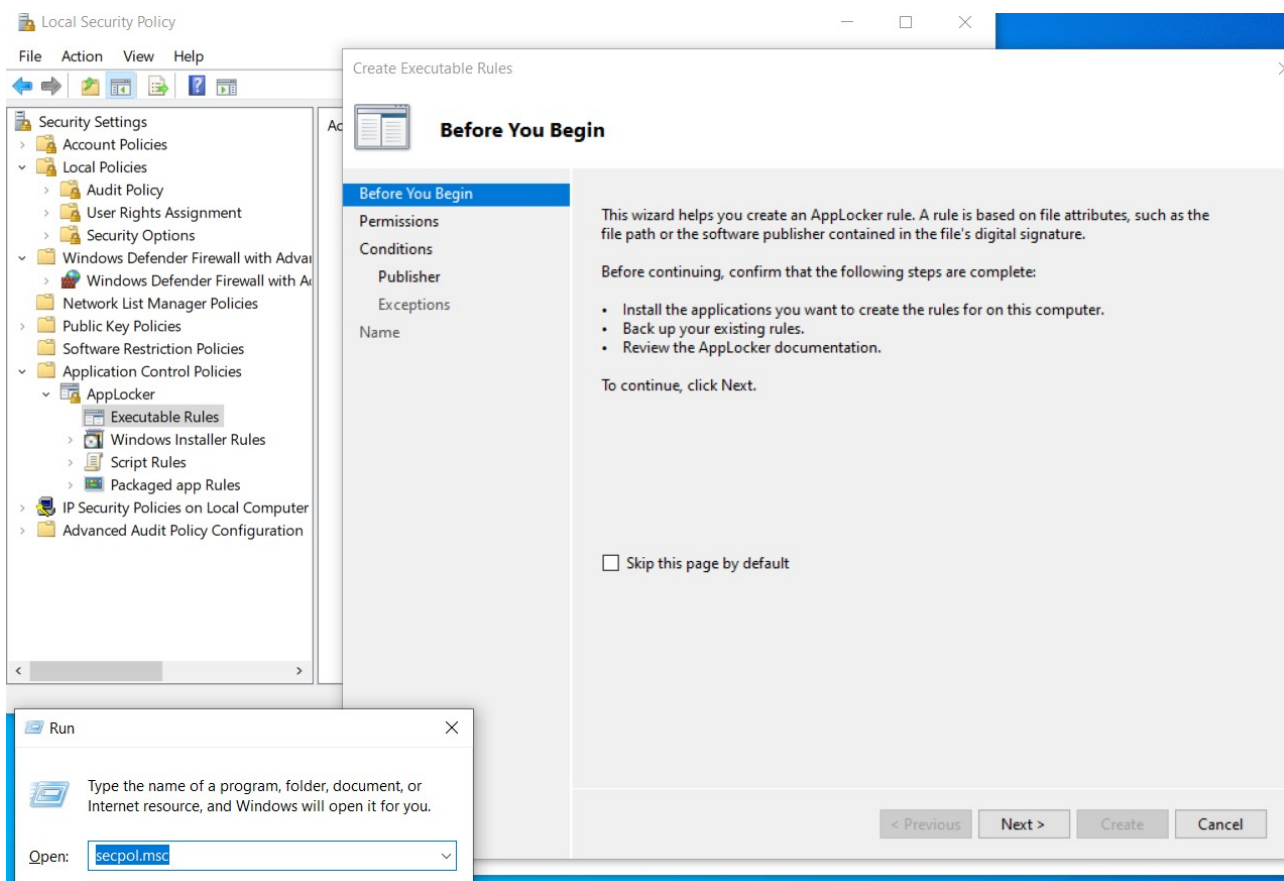 Local Security Policy
File Action View Help
Security Settings
Account Policies
Local Policies
Audit Policy
User Rights Assignment
Security Options
Windows Defender Firewall with Advar
Windows Defender Firewall with A
Network List Manager Policies
Public Key Policies
Software Restriction Policies
Application Control Policies
AppLocker
Executable Rules
Windows Installer Rules
Script Rules
Packaged app Rules
IP Security Policies on Local Computer
Advanced Audit Policy Configuration
Ac
Create Executable Rules
Before You Begin
Before You Begin
Permissions
Conditions
Publisher
Exceptions
Name
This wizard helps you create an AppLocker rule. A rule is based on file attributes, such as the
file path or the software publisher contained in the file's digital signature.
Before continuing, confirm that the following steps are complete:
• Install the applications you want to create the rules for on this computer.
• Back up your existing rules.
• Review the AppLocker documentation.
To continue, click Next.
Skip this page by default
< Previous Next > Create Cancel
Run
Type the name of a program, folder, document, or
Internet resource, and Windows will open it for you.
Open: secpol.msc